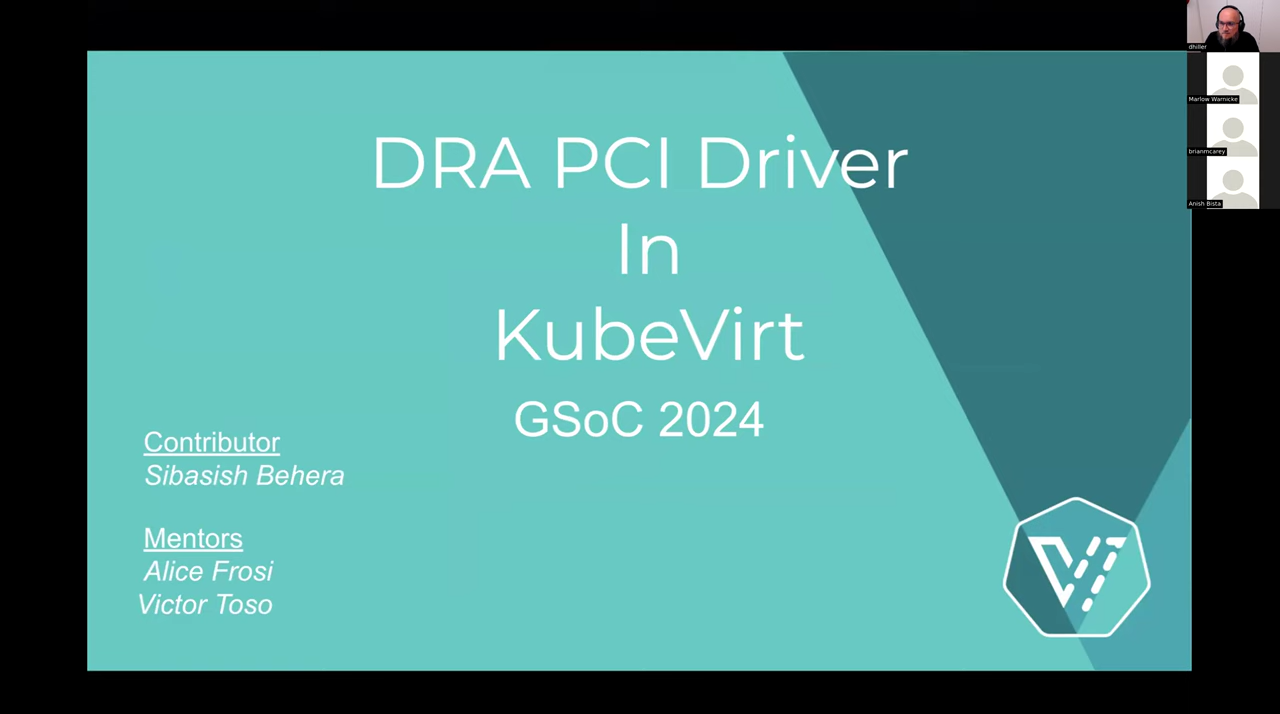 DRA PCI Driver
In
KubeVirt
GSoC 2024
Contributor
Sibasish Behera
Mentors
Alice Frosi
Victor Toso
dhiller
Marlow Warnicke
brianmcarey
Anish Bista